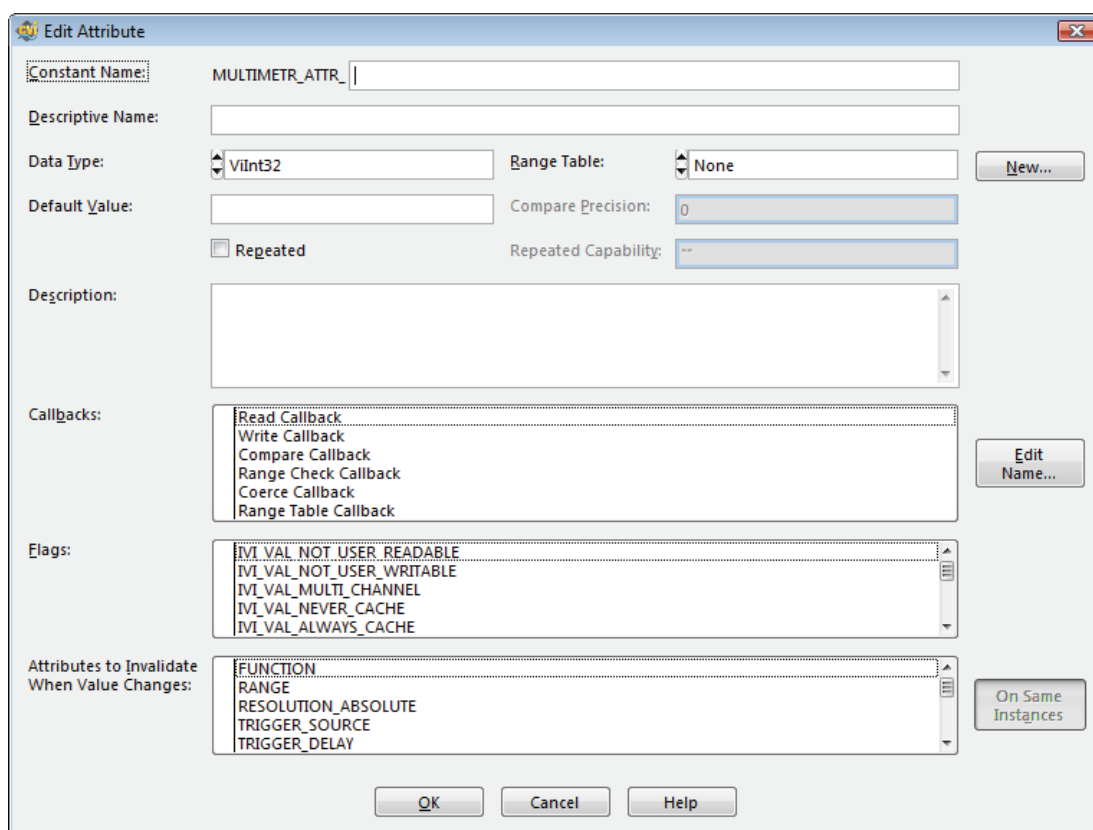 Edit Attribute
Constant Name: MULTIMETR_ATTR_
Descriptive Name:
Data Type: ViInt32 Range Table: None New...
Default Value: Compare Precision: 0
Repeated Repeated Capability: --
Description:
Callbacks: Read Callback
Write Callback
Compare Callback
Range Check Callback
Coerce Callback
Range Table Callback
Edit
Name...
Flags: IVI_VAL_NOT_USER_READABLE
IVI_VAL_NOT_USER_WRITABLE
IVI_VAL_MULTI_CHANNEL
IVI_VAL_NEVER_CACHE
IVI_VAL_ALWAYS_CACHE
Attributes to Invalidate
When Value Changes:
FUNCTION
RANGE
RESOLUTION_ABSOLUTE
TRIGGER_SOURCE
TRIGGER_DELAY
On Same
Instances
OK Cancel Help